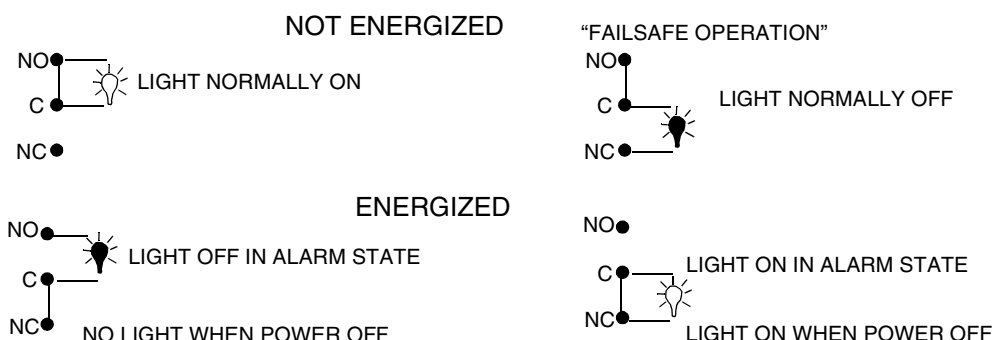 NOT ENERGIZED
“FAILSAFE OPERATION”
NO
LIGHT NORMALLY ON
C
NC
NO
C
LIGHT NORMALLY OFF
NC
ENERGIZED
NO
LIGHT OFF IN ALARM STATE
C
NC
NO LIGHT WHEN POWER OFF
NO
C
LIGHT ON IN ALARM STATE
NC
LIGHT ON WHEN POWER OFF